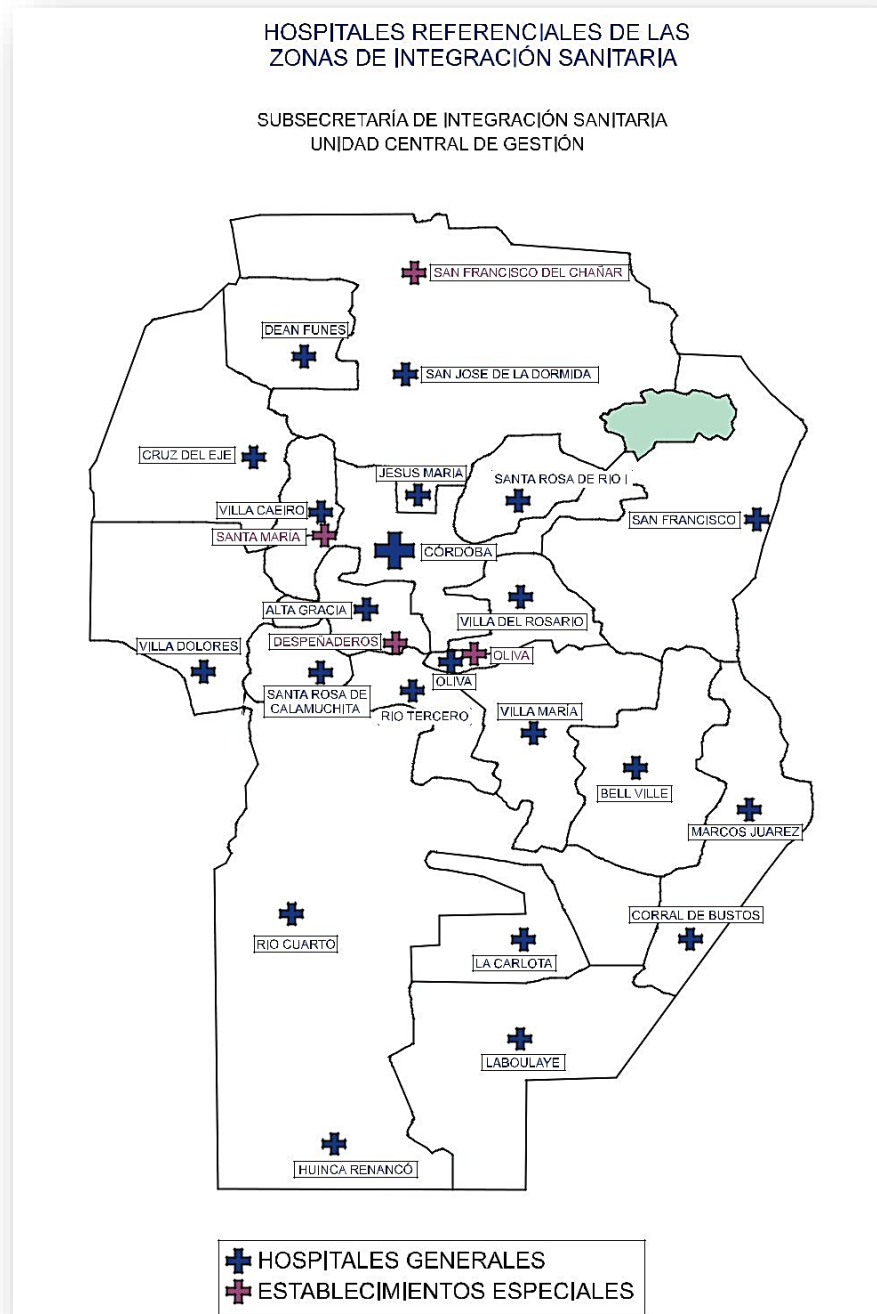 HOSPITALES REFERENCIALES DE LAS
ZONAS DE INTEGRACIÓN SANITARIA
SUBSECRETARÍA DE INTEGRACIÓN SANITARIA
UNIDAD CENTRAL DE GESTIÓN
SAN FRANCISCO DEL CHAÑAR
DEAN FUNES
SAN JOSE DE LA DORMIDA
CRUZ DEL EJE
JESUS MARIA
SANTA ROSA DE RIO I
VILLA CAEIRO
SAN FRANCISCO
SANTA MARÍA
CÓRDOBA
ALTA GRACIA
VILLA DEL ROSARIO
DESPEÑADEROS
VILLA DOLORES
OLIVA
OLIVA
SANTA ROSA DE
CALAMUCHITA
RIO TERCERO
VILLA MARÍA
BELL VILLE
MARCOS JUAREZ
CORRAL DE BUSTOS
RIO CUARTO
LA CARLOTA
LABOULAYE
HUINCA RENANCÓ
HOSPITALES GENERALES
ESTABLECIMIENTOS ESPECIALES